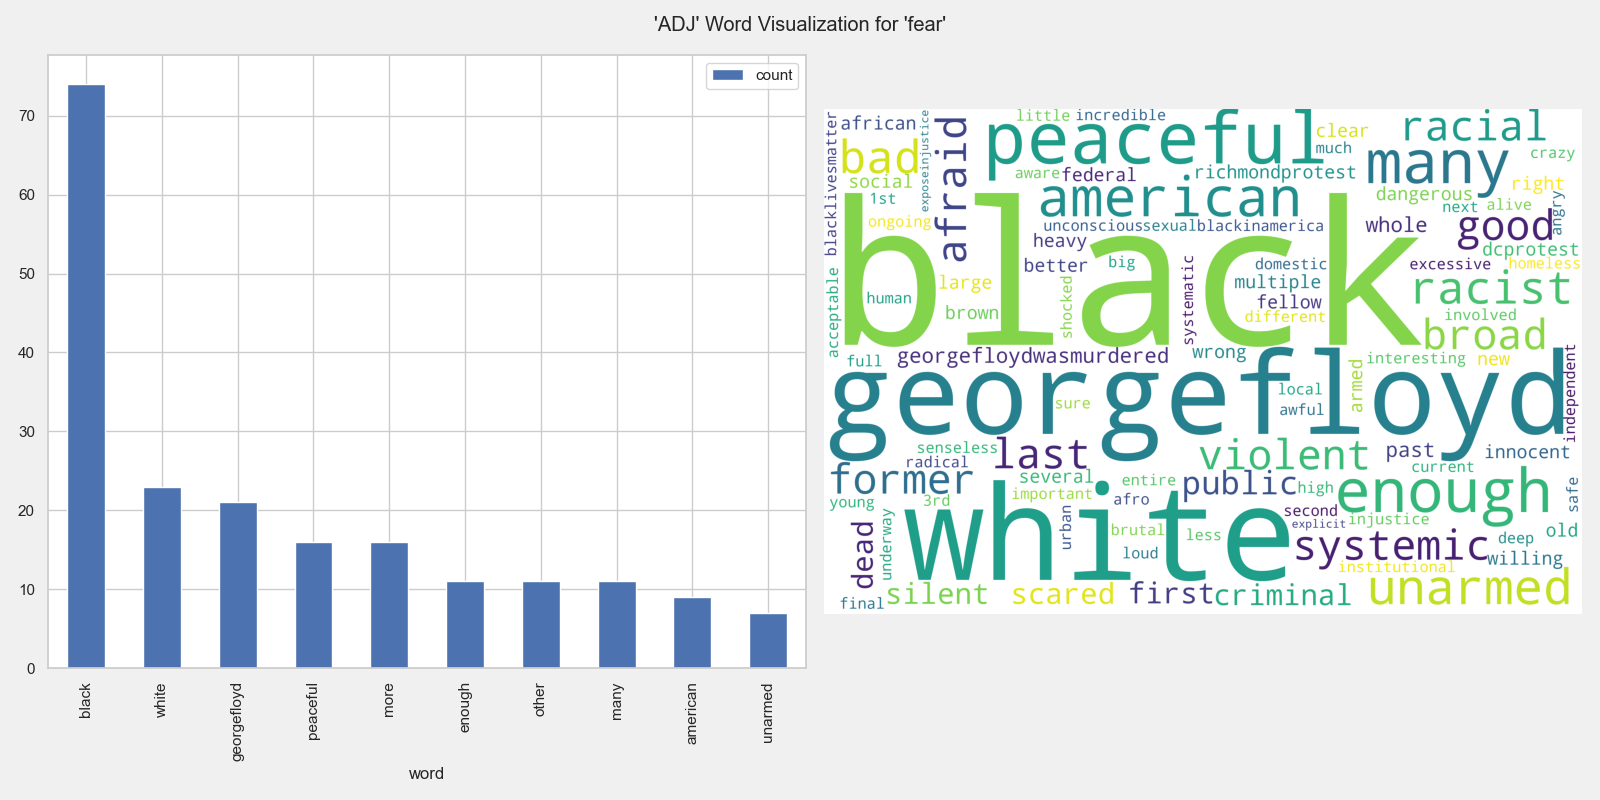 'ADJ' Word Visualization for 'fear'
count
70
60
50
40
30
20
10
0
black
white
georgefloyd
peaceful
more
enough
other
many
american
unarmed
word
blacklivesmatter
african
exposeinjustice
afraid
little
incredible
peaceful
clear
much
racial
many
crazy
bad
social
1st
ongoing
aware
federal
richmondprotest
american
dangerous
right
next
alive
angry
unconscioussexualblackinamerica
whole
good
dcprotest
black
heavy
better
big
large
human
brown
shocked
systematic
domestic
multiple
fellow
different
excessive
homeless
racist
involved
broad
acceptable
full
georgefloydwasmurdered
wrong
interesting
new
armed
independent
georgefloyd
sure
local
awful
senseless
radical
last
violent
past
innocent
current
former
several
entire
public
high
enough
safe
young
3rd
important
afro
urban
white
second
explicit
injustice
old
dead
underway
brutal
less
loud
systemic
deep
willing
institutional
final
silent
scared
first
criminal
unarmed